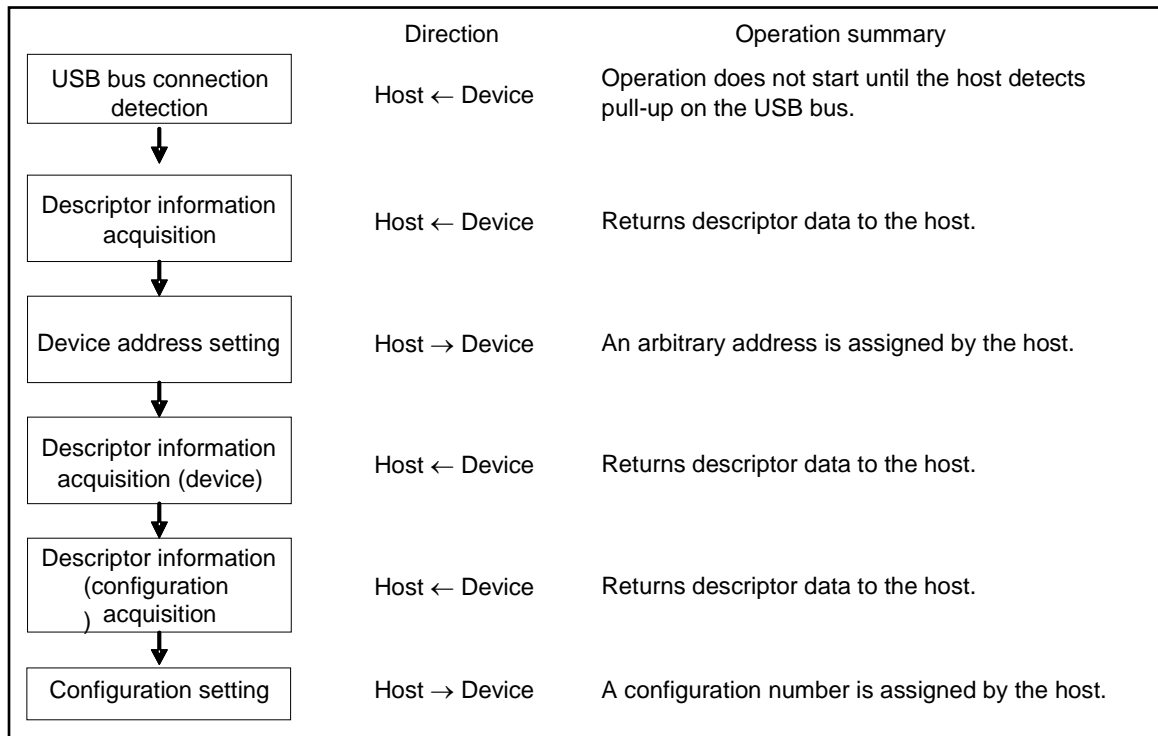 Direction Operation summary
USB bus connection
detection
Host ← Device
Operation does not start until the host detects
pull-up on the USB bus.
Descriptor information
acquisition
Host ← Device
Returns descriptor data to the host.
Device address setting
Host → Device
An arbitrary address is assigned by the host.
Descriptor information
acquisition (device)
Host ← Device
Returns descriptor data to the host.
Descriptor information
(configuration
) acquisition
Host ← Device
Returns descriptor data to the host.
Configuration setting
Host → Device
A configuration number is assigned by the host.